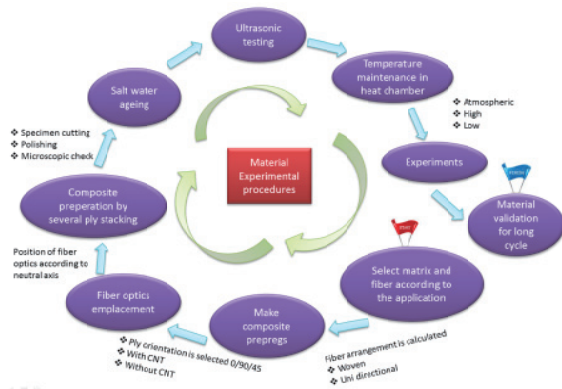 Ultrasonic
testing
Temperature
maintenance in
heat chamber
❖ Atmospheric
❖ High
❖ Low
Experiments
Material
validation for
long cycle
Select matrix and
fiber according to
the application
Fiber arrangement is calculated
❖ Woven
❖ Uni directional
Make
composite
prepregs
❖ Ply orientation is selected 0/90/45
❖ With CNT
❖ Without CNT
Fiber optics
emplacement
Position of fiber
optics according to
neutral axis
Composite
preperation by
several ply stacking
❖ Specimen cutting
❖ Polishing
❖ Microscopic check
Salt water
ageing
Material
Experimental
procedures